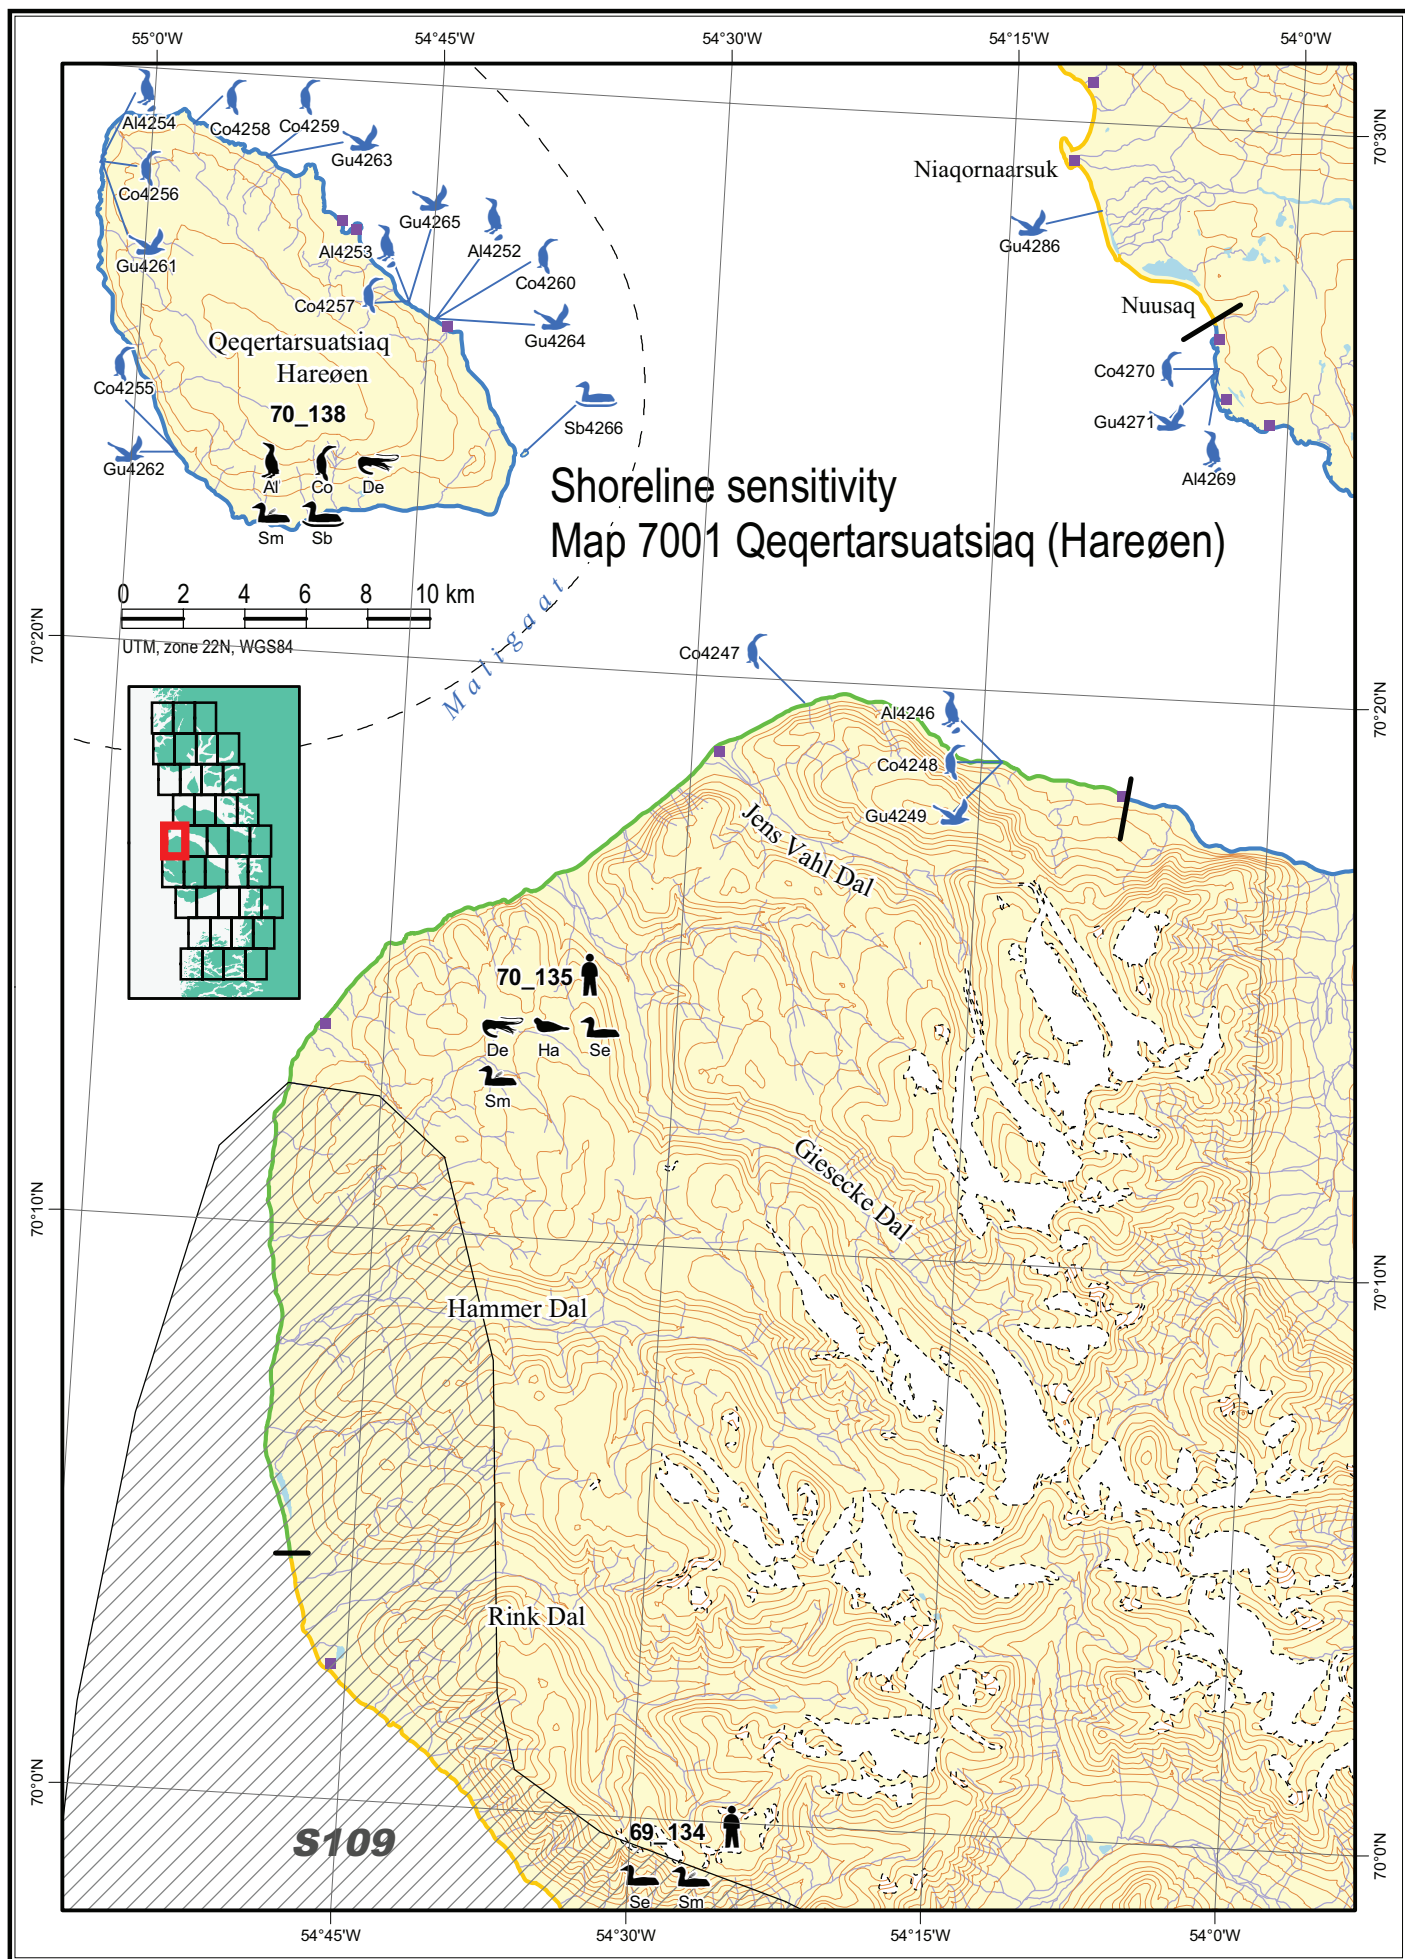 55°0'W
54°45'W
54°30'W
54°15'W
54°0'W
70°30'N
Al4254
Co4258
Co4259
Gu4263
Co4256
Gu4261
Gu4265
Al4253
Al4252
Co4260
Co4257
Gu4264
Qeqertarsuatsiaq
Hareøen
70_138
Co4255
Gu4262
Sb4266
Al
Co
De
Sm
Sb
Niaqornaarsuk
Gu4286
Nuusaq
Co4270
Gu4271
Al4269
Shoreline sensitivity
Map 7001 Qeqertarsuatsiaq (Hareøen)
0 2 4 6 8 10 km
UTM, zone 22N, WGS84
Maligaat
70°20'N
70°20'N
Co4247
Al4246
Co4248
Gu4249
Jens Vahl Dal
70_135
De
Ha
Se
Sm
Giesecke Dal
70°10'N
70°10'N
Hammer Dal
Rink Dal
70°0'N
70°0'N
S109
69_134
Se
Sm
54°45'W
54°30'W
54°15'W
54°0'W